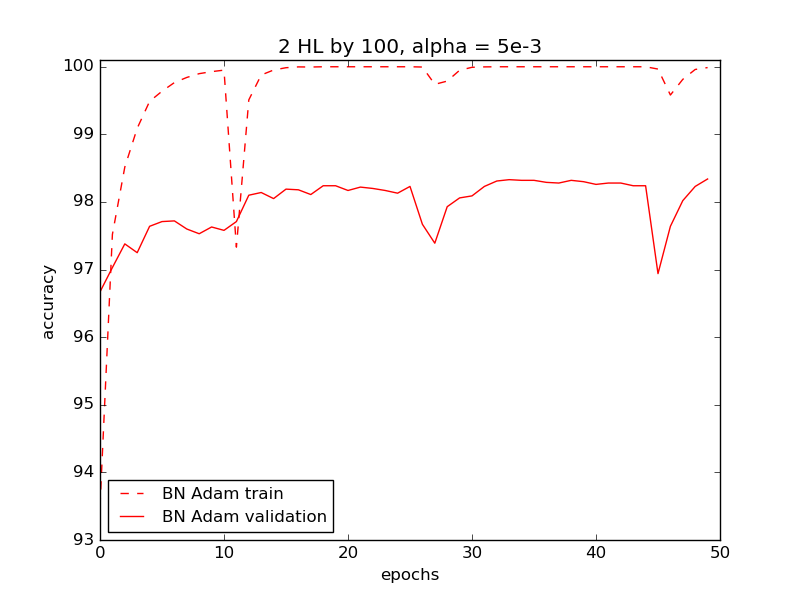 2 HL by 100, alpha = 5e-3
100
99
98
97
96
95
94
93
accuracy
BN Adam train
BN Adam validation
0 10 20 30 40 50
epochs